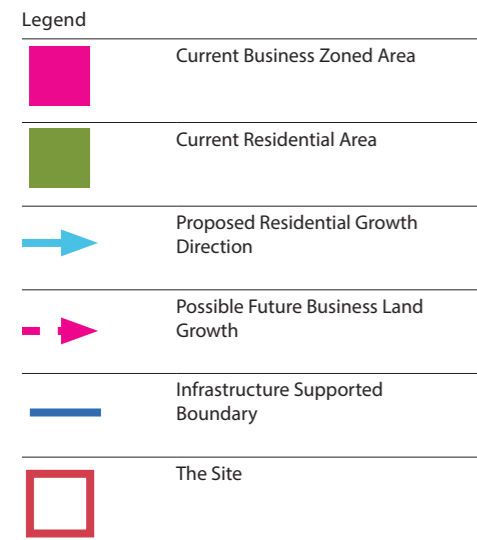 Legend
Current Business Zoned Area
Current Residential Area
Proposed Residential Growth
Direction
Possible Future Business Land
Growth
Infrastructure Supported
Boundary
The Site